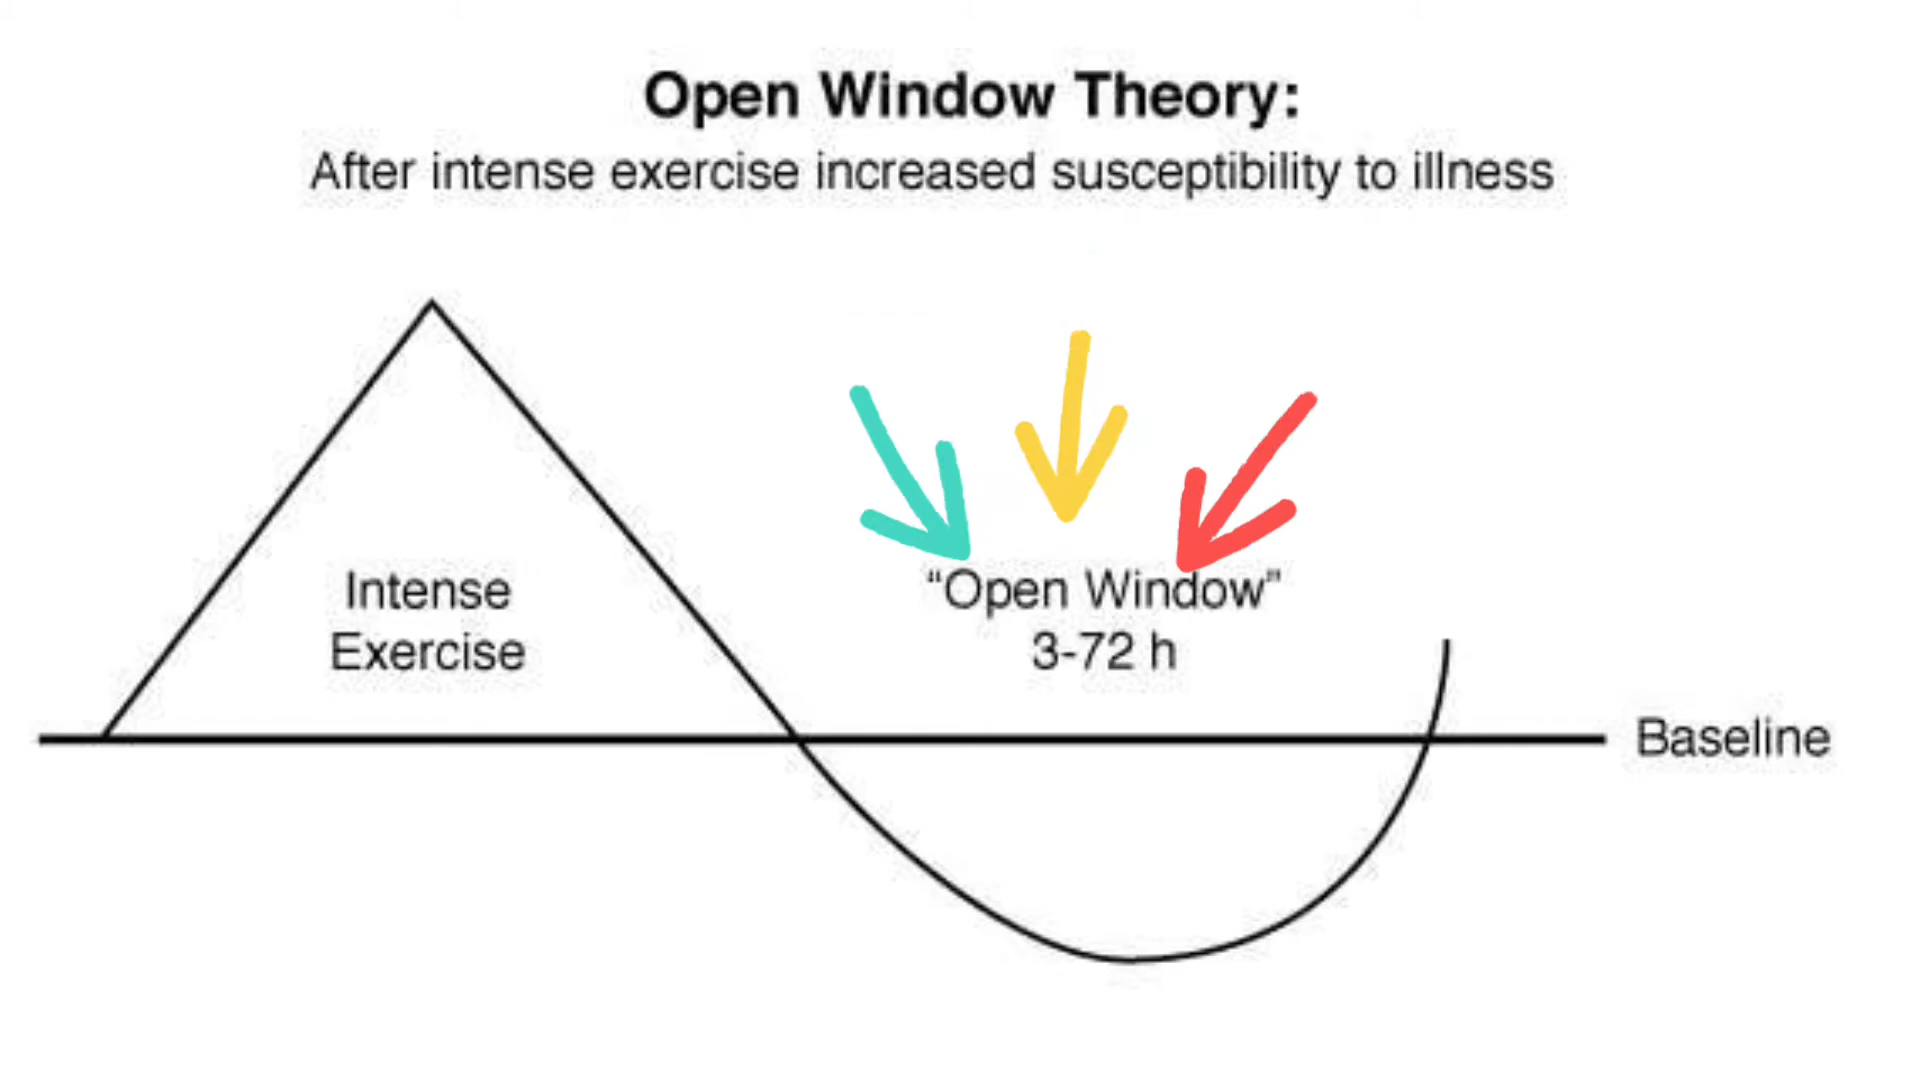 Open Window Theory:
After intense exercise increased susceptibility to illness
Intense
Exercise
“Open Window”
3-72 h
Baseline